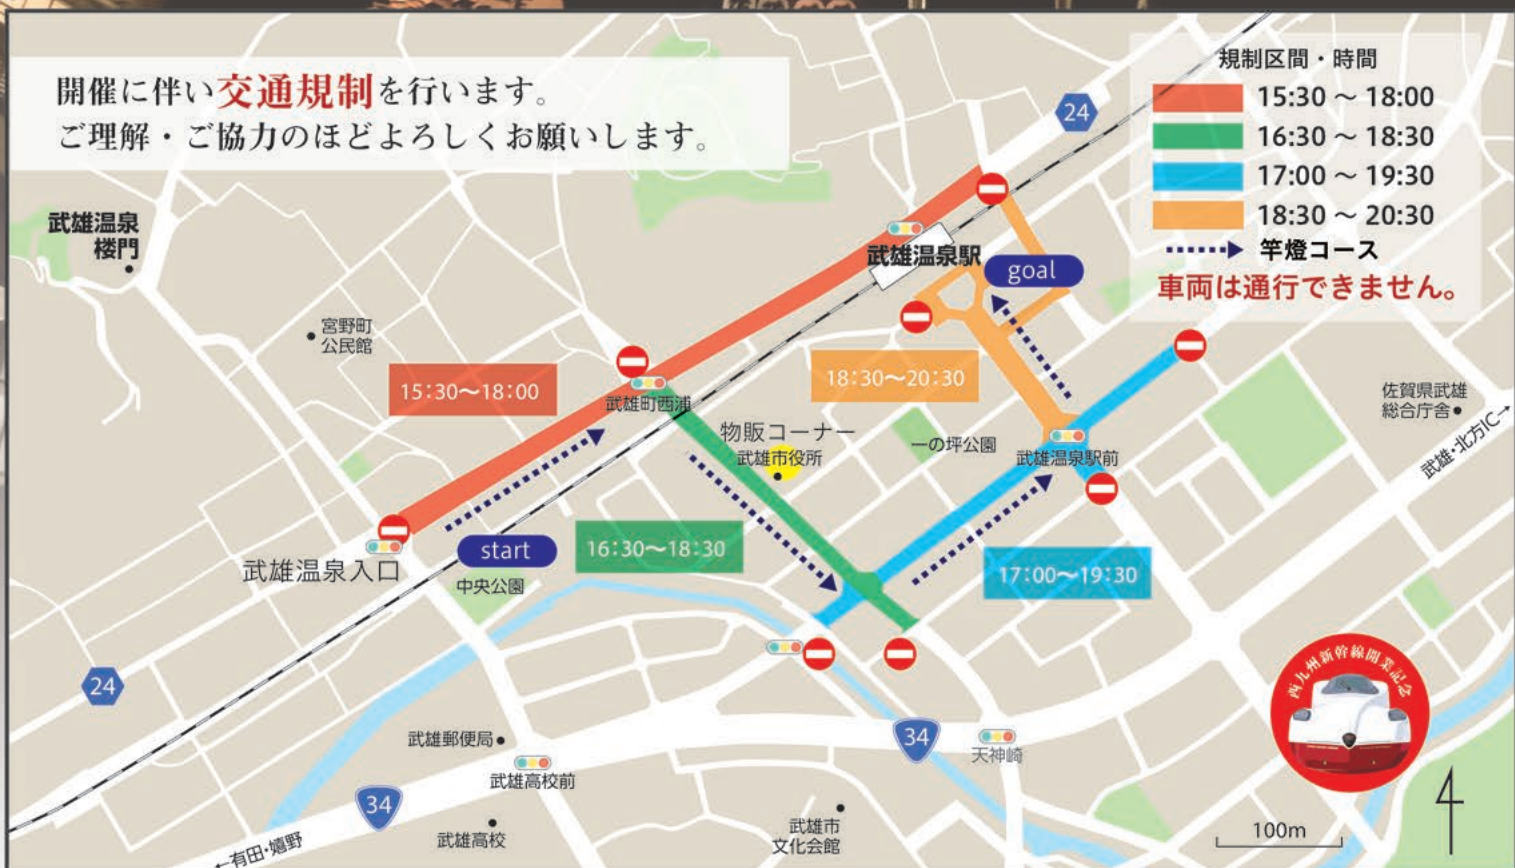 開催に伴い交通規制を行います。
ご理解・ご協力のほどよろしくお願いします。
規制区間・時間
15:30 ～ 18:00
16:30 ～ 18:30
17:00 ～ 19:30
18:30 ～ 20:30
竿燈コース
車両は通行できません。
24
武雄温泉
楼門
武雄温泉駅
goal
宮野町
公民館
15:30～18:00
武雄町西浦
18:30～20:30
佐賀県武雄
総合庁舎
武雄・北方IC→
物販コーナー
武雄市役所
一の坪公園
武雄温泉駅前
start
武雄温泉入口
中央公園
16:30～18:30
17:00～19:30
24
西九州新幹線開業記念
武雄郵便局
34
天神崎
武雄高校前
34
武雄高校
武雄市
文化会館
←有田・嬉野
100m